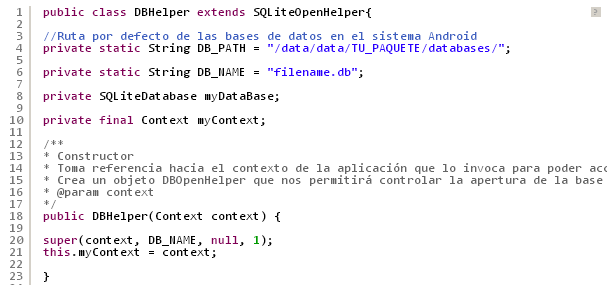 1 public class DBHelper extends SQLiteOpenHelper{
2
3 //Ruta por defecto de las bases de datos en el sistema Android
4 private static String DB_PATH = "/data/data/TU_PAQUETE/databases/";
5
6 private static String DB_NAME = "filename.db";
7
8 private SQLiteDatabase myDataBase;
9
10 private final Context myContext;
11
12 /**
13 * Constructor
14 * Toma referencia hacia el contexto de la aplicación que lo invoca para poder
15 * Crea un objeto DBOpenHelper que nos permitirá controlar la apertura de la base
16 * @param context
17 */
18 public DBHelper(Context context) {
19
20 super(context, DB_NAME, null, 1);
21 this.myContext = context;
22
23 }